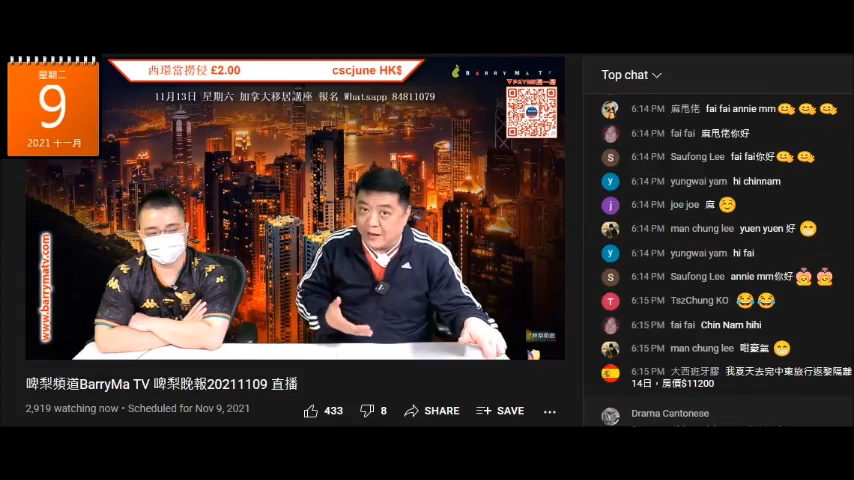 星期二
9
2021 十一月
西環當撈佬 £2.00
cscjune HK$
BARRYMATV
11月13日 星期六 加拿大移居講座 報名 Whatsapp 84811079
www.barrymatv.com
啤梨頻道
啤梨頻道BarryMa TV 啤梨晚報20211109 直播
2,919 watching now • Scheduled for Nov 9, 2021
433
8
SHARE
SAVE
Top chat
6:14 PM 麻甩佬 fai fai annie mm
6:14 PM fai fai 麻甩佬你好
S
6:14 PM Saufong Lee fai fai你好
y
6:14 PM yungwai yam hi chinnam
j
6:14 PM joe joe 麻
6:14 PM man chung lee yuen yuen 好
y
6:14 PM yungwai yam hi fai
S
6:14 PM Saufong Lee annie mm你好
T
6:15 PM TszChung KO
6:15 PM fai fai Chin Nam hihi
6:15 PM man chung lee 咁萎氣
6:15 PM 大西班牙膠 我夏天去完中東旅行返黎隔離
14日，房價$11200
Drama Cantonese